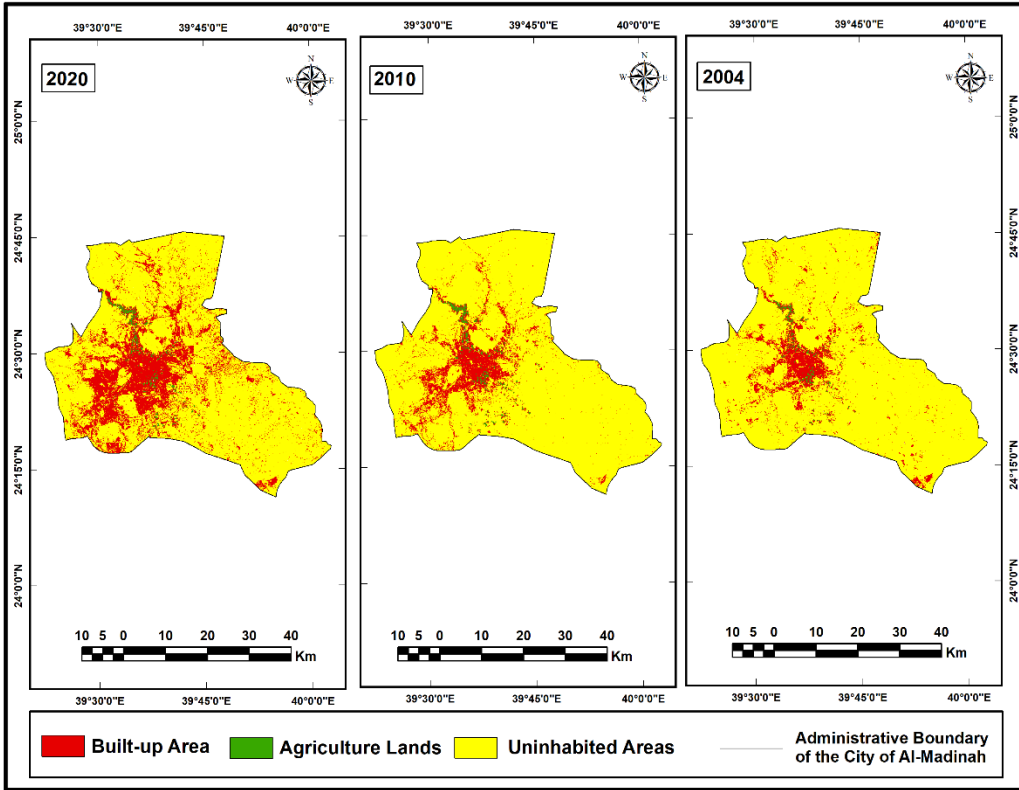 39°30'0"E 39°45'0"E 40°0'0"E 39°30'0"E 39°45'0"E 40°0'0"E 39°30'0"E 39°45'0"E 40°0'0"E
2020 2010 2004
N N N
W E W E W E
S S S
25°0'0"N 25°0'0"N
24°45'0"N 24°45'0"N
24°30'0"N 24°30'0"N
24°15'0"N 24°15'0"N
24°0'0"N 24°0'0"N
10 5 0 10 20 30 40 10 5 0 10 20 30 40 10 5 0 10 20 30 40
Km Km Km
39°30'0"E 39°45'0"E 40°0'0"E 39°30'0"E 39°45'0"E 40°0'0"E 39°30'0"E 39°45'0"E 40°0'0"E
Built-up Area Agriculture Lands Uninhabited Areas Administrative Boundary
of the City of Al-Madinah